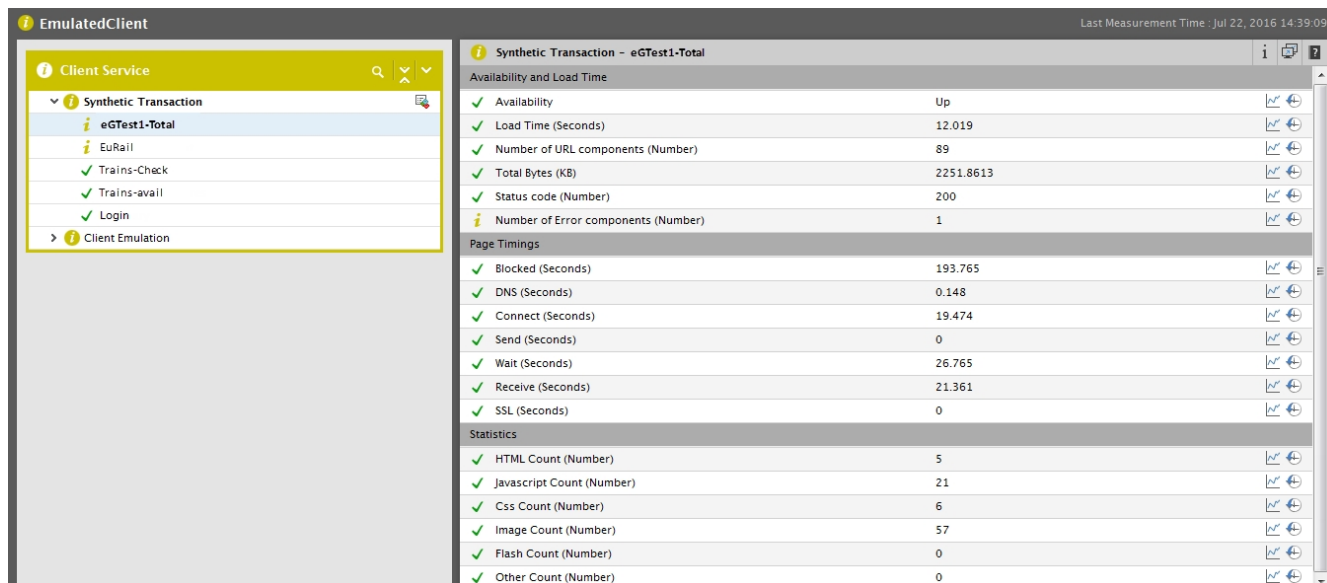 EmulatedClient
Last Measurement Time : Jul 22, 2016 14:39:09
Client Service
Synthetic Transaction
eGTest1-Total
EuRail
Trains-Check
Trains-avail
Login
Client Emulation
Synthetic Transaction - eGTest1-Total
Availability and Load Time
Availability Up
Load Time (Seconds) 12.019
Number of URL components (Number) 89
Total Bytes (KB) 2251.8613
Status code (Number) 200
Number of Error components (Number) 1
Page Timings
Blocked (Seconds) 193.765
DNS (Seconds) 0.148
Connect (Seconds) 19.474
Send (Seconds) 0
Wait (Seconds) 26.765
Receive (Seconds) 21.361
SSL (Seconds) 0
Statistics
HTML Count (Number) 5
Javascript Count (Number) 21
Css Count (Number) 6
Image Count (Number) 57
Flash Count (Number) 0
Other Count (Number) 0